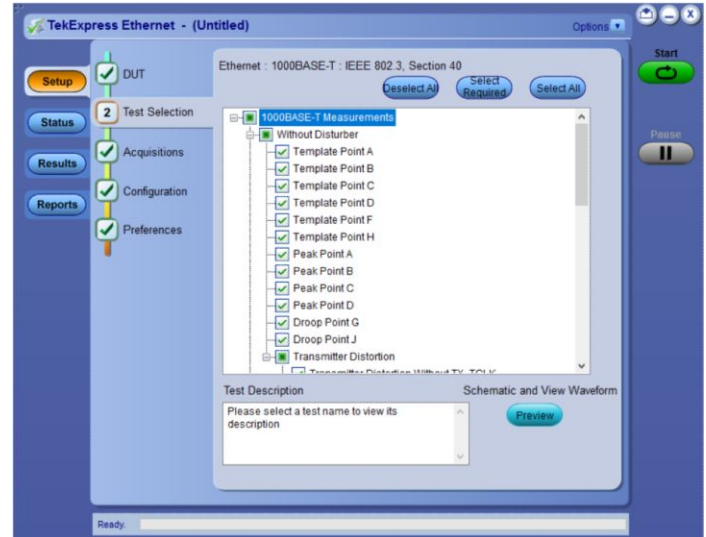 TekExpress Ethernet - (Untitled)
Options
Start
Pause
Setup
Status
Results
Reports
DUT
2 Test Selection
Acquisitions
Configuration
Preferences
Ethernet : 1000BASE-T : IEEE 802.3, Section 40
Deselect All
Select Required
Select All
1000BASE-T Measurements
Without Disturber
Template Point A
Template Point B
Template Point C
Template Point D
Template Point F
Template Point H
Peak Point A
Peak Point B
Peak Point C
Peak Point D
Droop Point G
Droop Point J
Transmitter Distortion
Transmitter Distortion Without TX_TCLK
Test Description
Schematic and View Waveform
Please select a test name to view its
description
Preview
Ready.